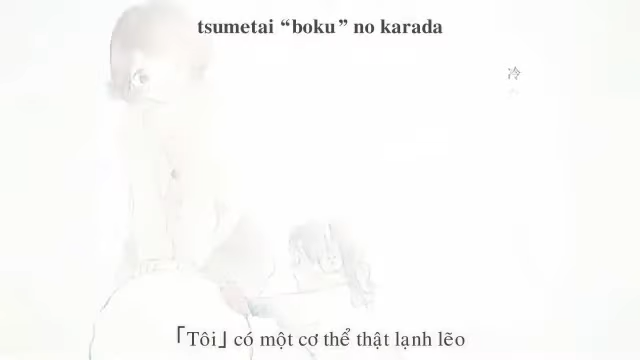 tsumetai “boku” no karada
冷
「Tôi」 có một cơ thể thật lạnh lẽo